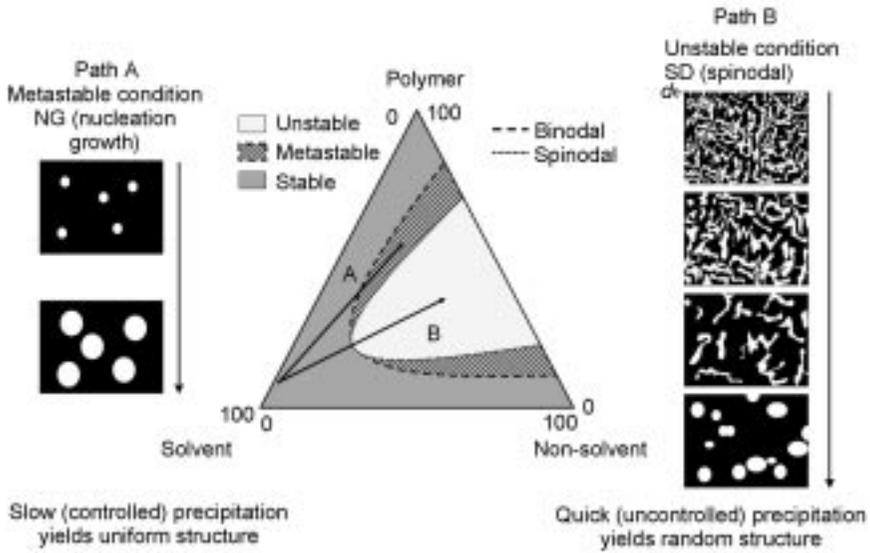 Path A
Metastable condition
NG (nucleation
growth)
Polymer
0
100
Unstable
Metastable
Stable
Binodal
Spinodal
A
B
100
0
Solvent
100
0
Non-solvent
Path B
Unstable condition
SD (spinodal)
Slow (controlled) precipitation
yields uniform structure
Quick (uncontrolled) precipitation
yields random structure